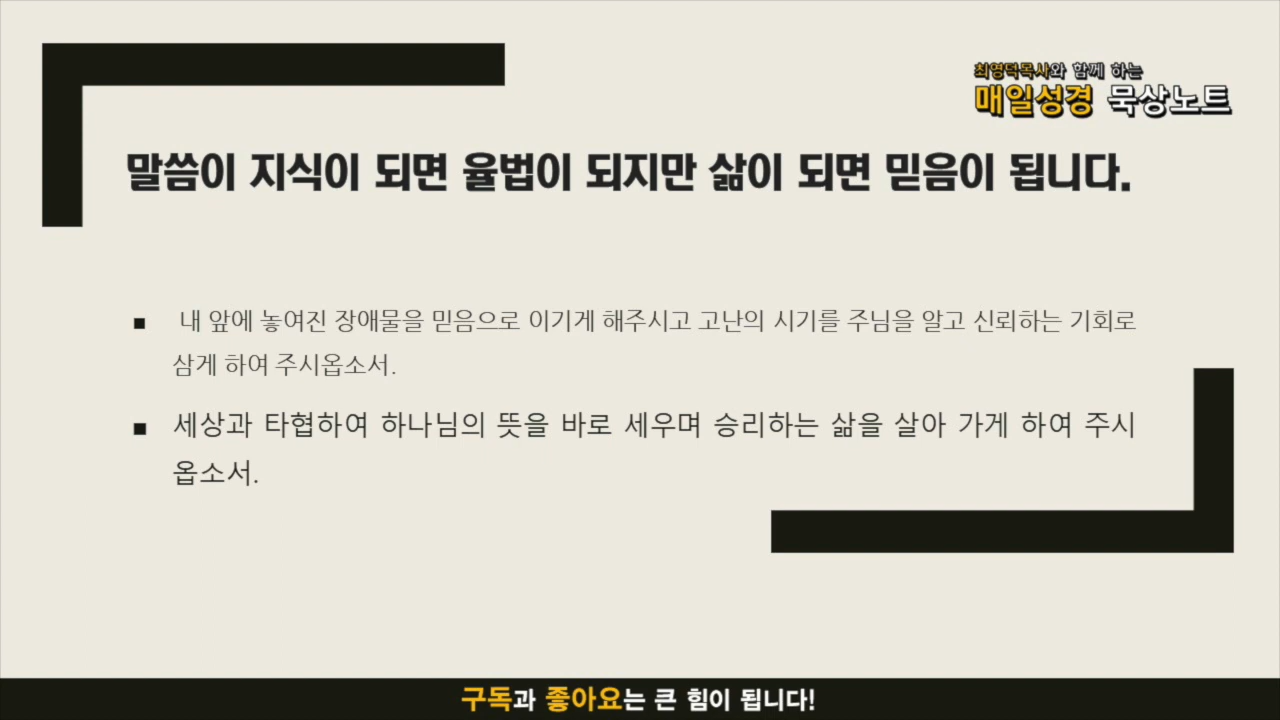 최영덕목사와 함께 하는
매일성경 묵상노트
말씀이 지식이 되면 율법이 되지만 삶이 되면 믿음이 됩니다.
■ 내 앞에 놓여진 장애물을 믿음으로 이기게 해주시고 고난의 시기를 주님을 알고 신뢰하는 기회로
삼게 하여 주시옵소서.
■ 세상과 타협하여 하나님의 뜻을 바로 세우며 승리하는 삶을 살아 가게 하여 주시
옵소서.
구독과 좋아요는 큰 힘이 됩니다!